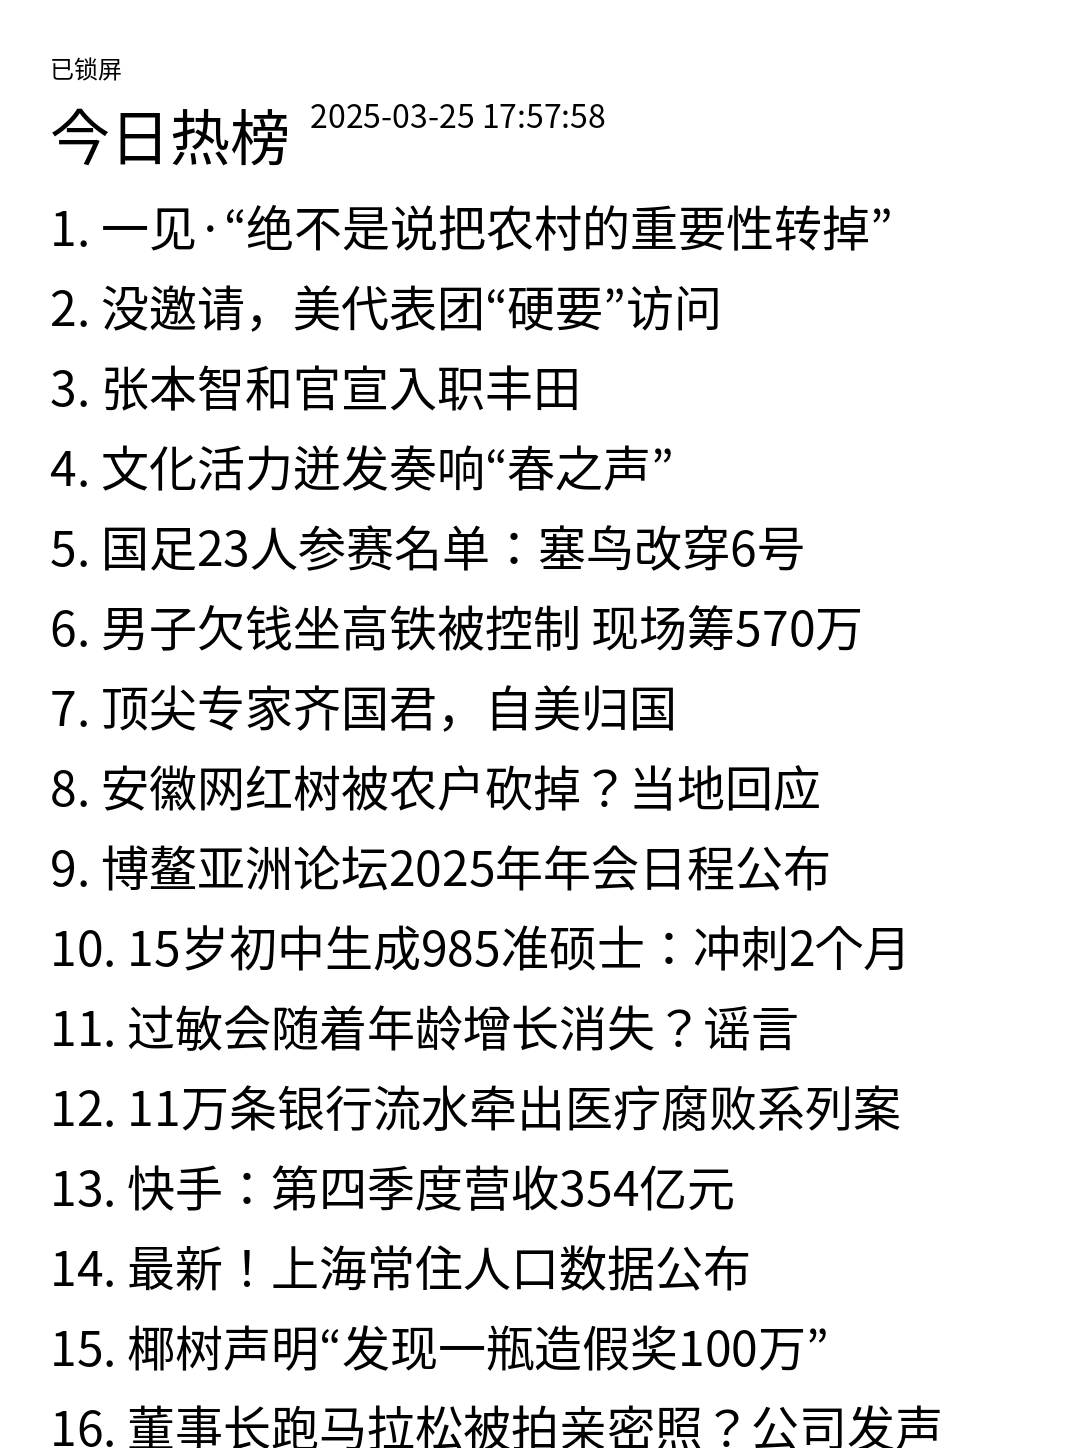 已锁屏
今日热榜 2025-03-25 17:57:58
1. 一见·“绝不是说把农村的重要性转掉”
2. 没邀请，美代表团“硬要”访问
3. 张本智和官宣入职丰田
4. 文化活力迸发奏响“春之声”
5. 国足23人参赛名单：塞鸟改穿6号
6. 男子欠钱坐高铁被控制 现场筹570万
7. 顶尖专家齐国君，自美归国
8. 安徽网红树被农户砍掉？当地回应
9. 博鳌亚洲论坛2025年年会日程公布
10. 15岁初中生成985准硕士：冲刺2个月
11. 过敏会随着年龄增长消失？谣言
12. 11万条银行流水牵出医疗腐败系列案
13. 快手：第四季度营收354亿元
14. 最新！上海常住人口数据公布
15. 椰树声明“发现一瓶造假奖100万”
16. 董事长跑马拉松被拍亲密照？公司发声